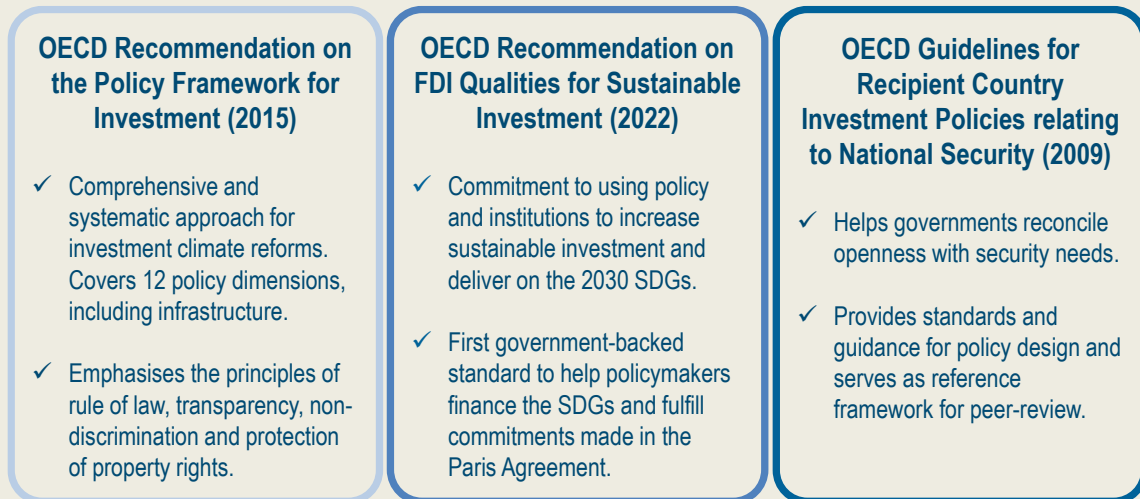 OECD Recommendation on
the Policy Framework for
Investment (2015)
✓ Comprehensive and
systematic approach for
investment climate reforms.
Covers 12 policy dimensions,
including infrastructure.
✓ Emphasises the principles of
rule of law, transparency, non-
discrimination and protection
of property rights.
OECD Recommendation on
FDI Qualities for Sustainable
Investment (2022)
✓ Commitment to using policy
and institutions to increase
sustainable investment and
deliver on the 2030 SDGs.
✓ First government-backed
standard to help policymakers
finance the SDGs and fulfill
commitments made in the
Paris Agreement.
OECD Guidelines for
Recipient Country
Investment Policies relating
to National Security (2009)
✓ Helps governments reconcile
openness with security needs.
✓ Provides standards and
guidance for policy design and
serves as reference
framework for peer-review.